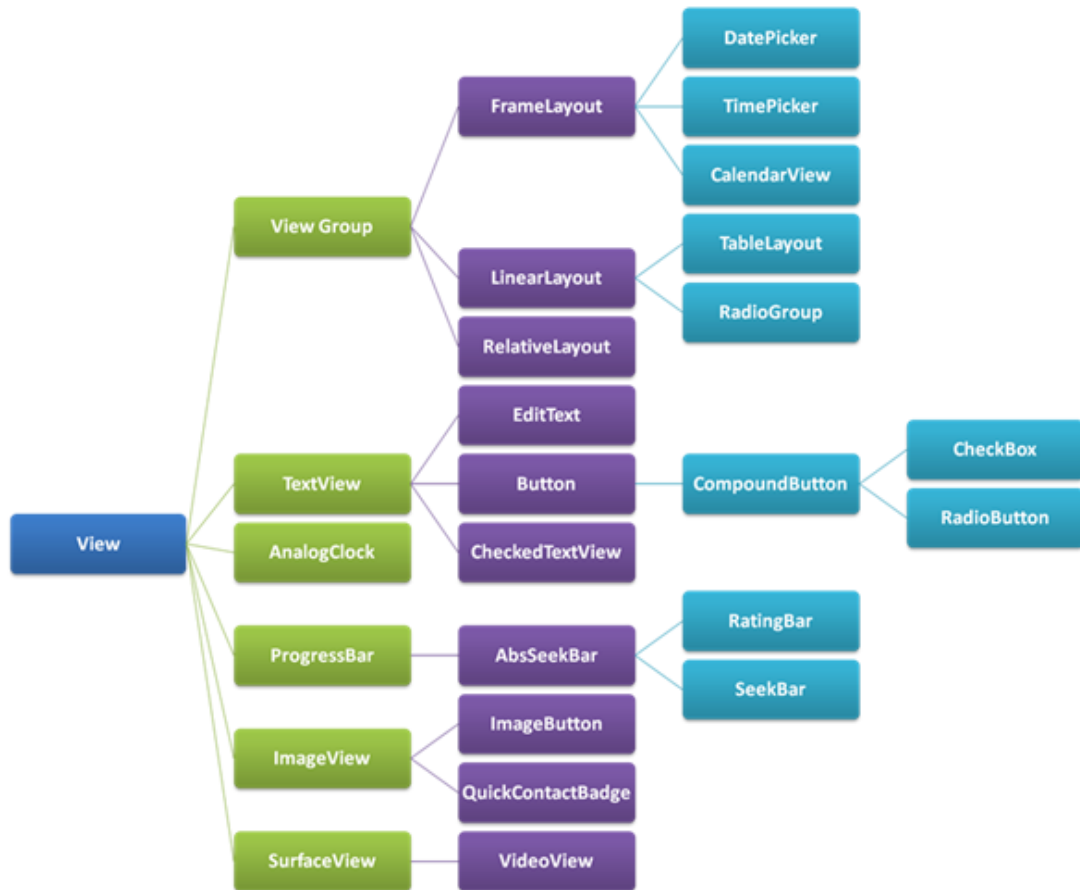 DatePicker
FrameLayout
TimePicker
CalendarView
View Group
TableLayout
LinearLayout
RadioGroup
RelativeLayout
EditText
CheckBox
TextView
Button
CompoundButton
RadioButton
View
AnalogClock
CheckedTextView
RatingBar
ProgressBar
AbsSeekBar
SeekBar
ImageButton
ImageView
QuickContactBadge
SurfaceView
VideoView